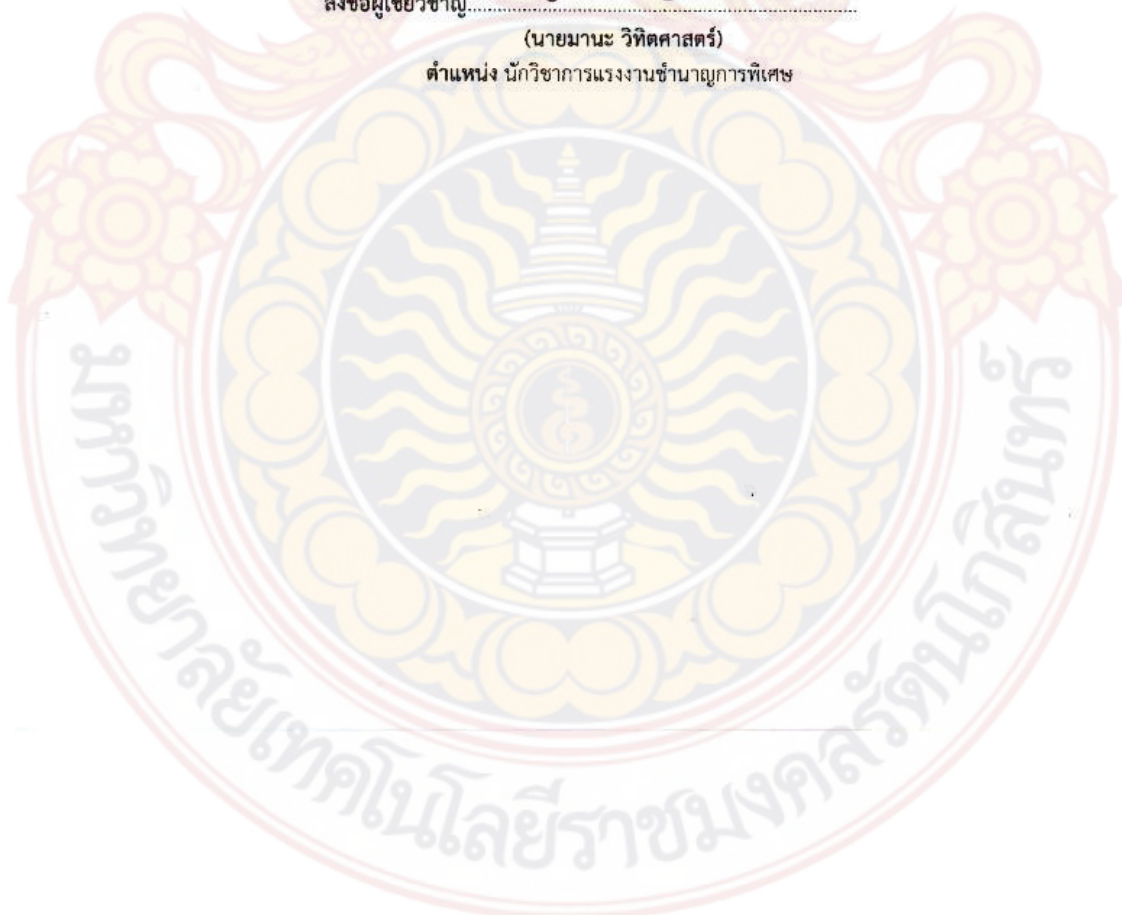 ลงชื่อผู้เชี่ยวชาญ...........................................................................
(นายมานะ วิทิตศาสตร์)
ตำแหน่ง นักวิชาการแรงงานชำนาญการพิเศษ
มหาวิทยาลัยเทคโนโลยีราชมงคลรัตนโกสินทร์